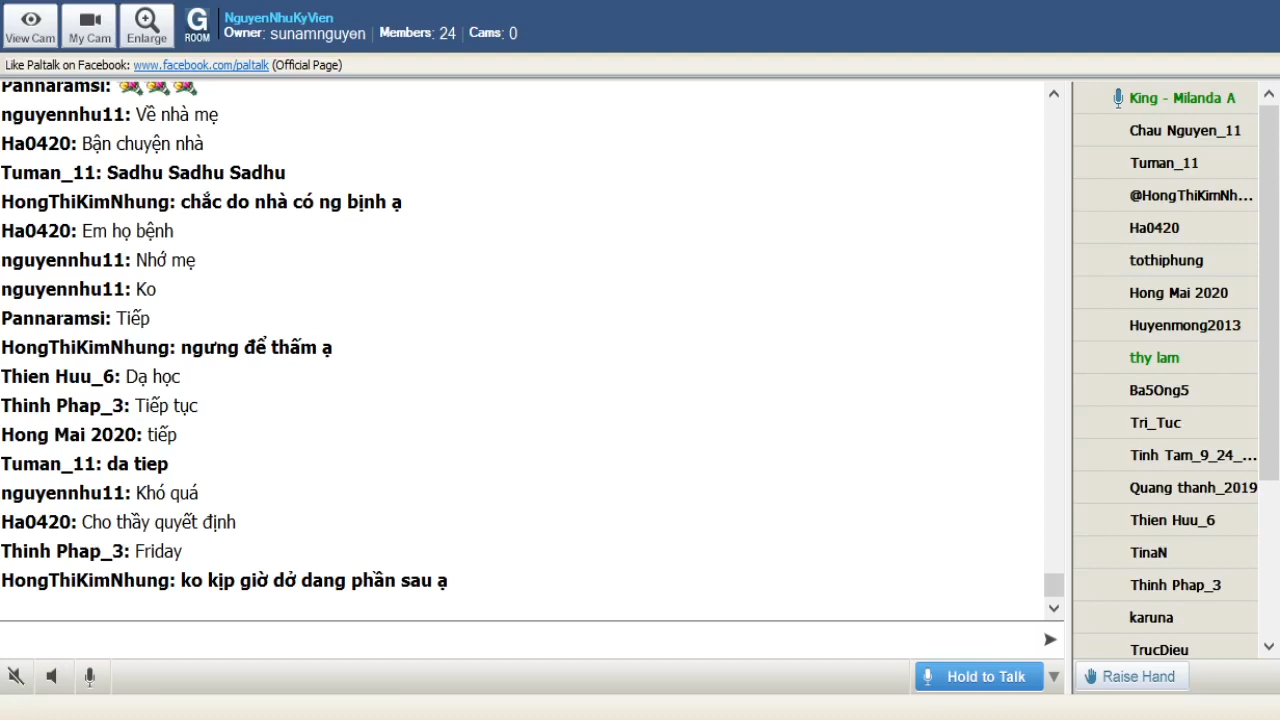 View Cam
My Cam
Enlarge
G
ROOM
NguyenNhuKyVien
Owner: sunamnguyen | Members: 24 | Cams: 0
Like Paltalk on Facebook: www.facebook.com/paltalk (Official Page)
Pannaramsi:
nguyennhu11: Về nhà mẹ
Ha0420: Bận chuyện nhà
Tuman_11: Sadhu Sadhu Sadhu
HongThiKimNhung: chắc do nhà có ng bịnh ạ
Ha0420: Em họ bệnh
nguyennhu11: Nhớ mẹ
nguyennhu11: Ko
Pannaramsi: Tiếp
HongThiKimNhung: ngưng để thấm ạ
Thien Huu_6: Dạ học
Thinh Phap_3: Tiếp tục
Hong Mai 2020: tiếp
Tuman_11: da tiep
nguyennhu11: Khó quá
Ha0420: Cho thầy quyết định
Thinh Phap_3: Friday
HongThiKimNhung: ko kịp giờ dở dang phần sau ạ
King - Milanda A
Chau Nguyen_11
Tuman_11
@HongThiKimNh...
Ha0420
tothiphung
Hong Mai 2020
Huyenmong2013
thy lam
Ba5Ong5
Tri_Tuc
Tinh Tam_9_24_...
Quang thanh_2019
Thien Huu_6
TinaN
Thinh Phap_3
karuna
TrucDieu
Hold to Talk
Raise Hand